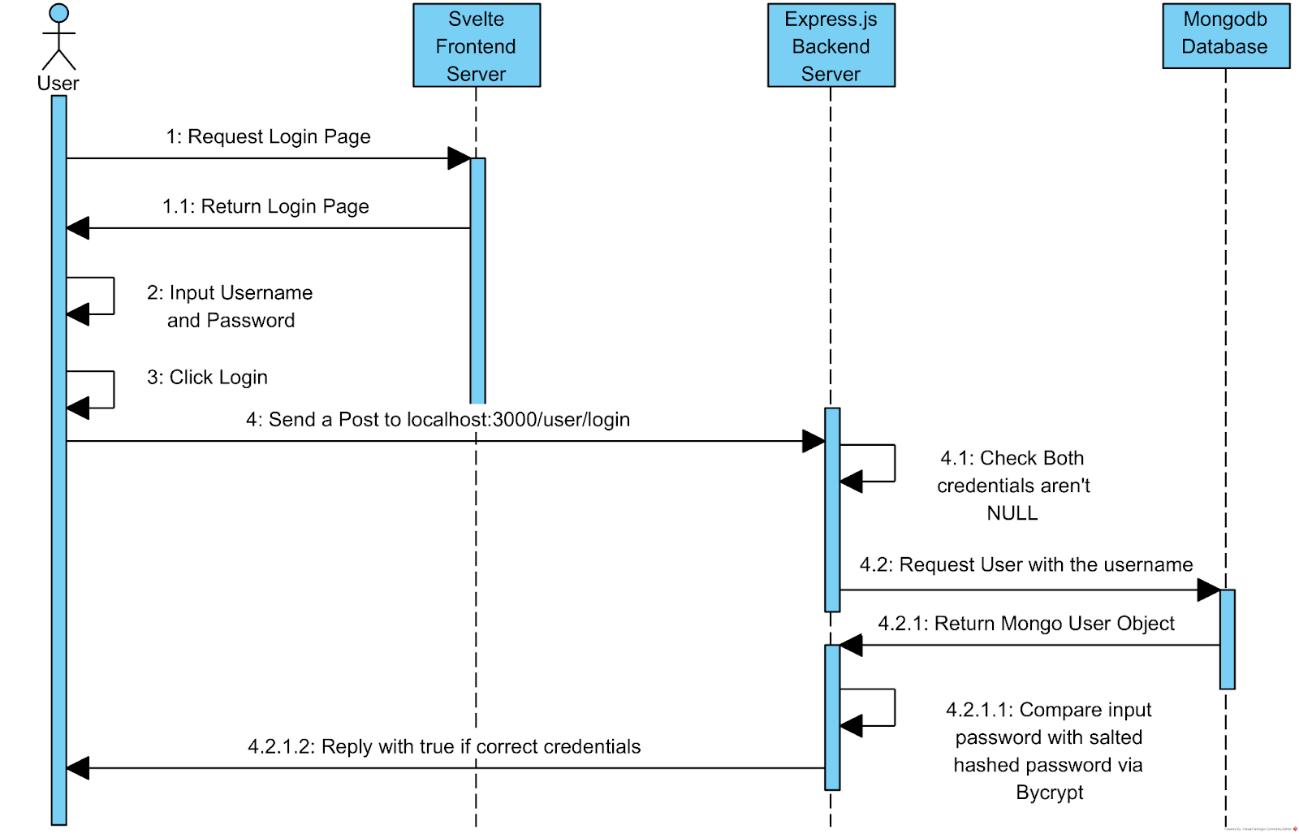 Svelte
Frontend
Server
Express.js
Backend
Server
Mongodb
Database
User
1: Request Login Page
1.1: Return Login Page
2: Input Username
and Password
3: Click Login
4: Send a Post to localhost:3000/user/login
4.1: Check Both
credentials aren't
NULL
4.2: Request User with the username
4.2.1: Return Mongo User Object
4.2.1.1: Compare input
password with salted
hashed password via
Bycrypt
4.2.1.2: Reply with true if correct credentials